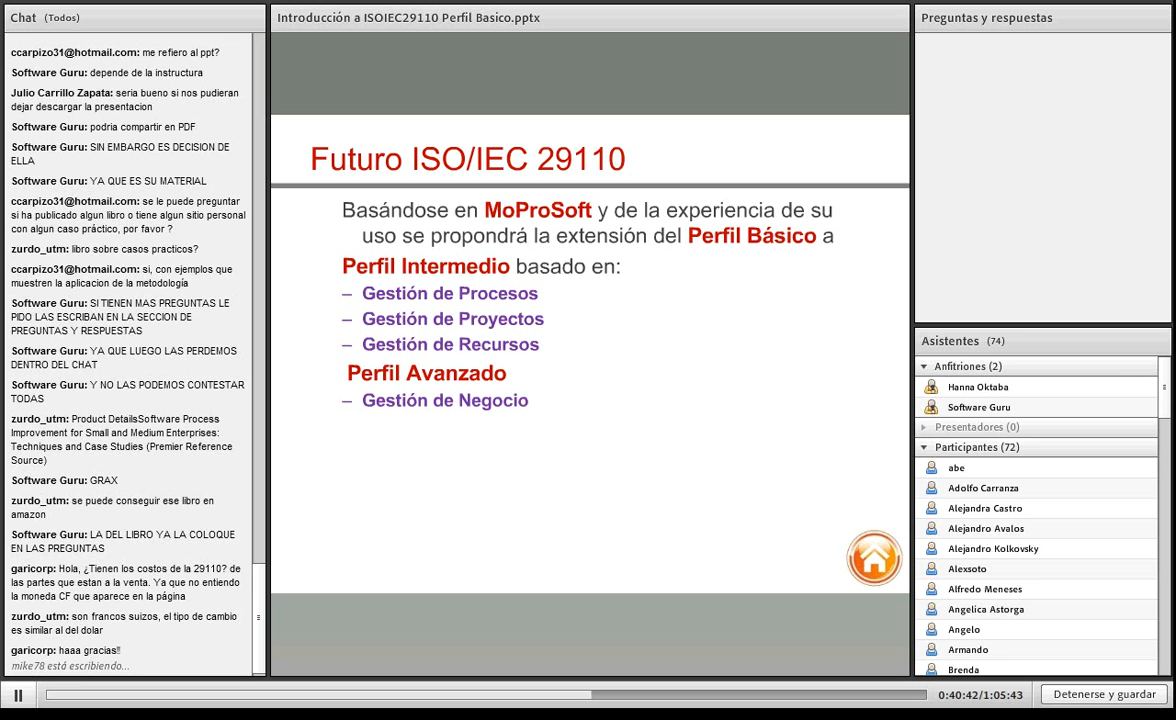 Chat (Todos)
ccarpizo31@hotmail.com: me refiero al ppt?
Software Guru: depende de la instructura
Julio Carrillo Zapata: seria bueno si nos pudieran
dejar descargar la presentacion
Software Guru: podria compartir en PDF
Software Guru: SIN EMBARGO ES DECISION DE
ELLA
Software Guru: YA QUE ES SU MATERIAL
ccarpizo31@hotmail.com: se le puede preguntar
si ha publicado algun libro o tiene algun sitio personal
con algun caso práctico, por favor ?
zurdo_utm: libro sobre casos practicos?
ccarpizo31@hotmail.com: si, con ejemplos que
muestren la aplicacion de la metodología
Software Guru: SI TIENEN MAS PREGUNTAS LE
PIDO LAS ESCRIBAN EN LA SECCION DE
PREGUNTAS Y RESPUESTAS
Software Guru: YA QUE LUEGO LAS PERDEMOS
DENTRO DEL CHAT
Software Guru: Y NO LAS PODEMOS CONTESTAR
TODAS
zurdo_utm: Product DetailsSoftware Process
Improvement for Small and Medium Enterprises:
Techniques and Case Studies (Premier Reference
Source)
Software Guru: GRAX
zurdo_utm: se puede conseguir ese libro en
amazon
Software Guru: LA DEL LIBRO YA LA COLOQUE
EN LAS PREGUNTAS
garicorp: Hola, ¿Tienen los costos de la 29110? de
las partes que estan a la venta. Ya que no entiendo
la moneda CF que aparece en la página
zurdo_utm: son francos suizos, el tipo de cambio
es similar al del dolar
garicorp: haaa gracias!!
mike78 está escribiendo...
Introducción a ISOIEC29110 Perfil Basico.pptx
Futuro ISO/IEC 29110
Basándose en MoProSoft y de la experiencia de su
uso se propondrá la extensión del Perfil Básico a
Perfil Intermedio basado en:
– Gestión de Procesos
– Gestión de Proyectos
– Gestión de Recursos
Perfil Avanzado
– Gestión de Negocio
Preguntas y respuestas
Asistentes (74)
Anfitriones (2)
Hanna Oktaba
Software Guru
Presentadores (0)
Participantes (72)
abe
Adolfo Carranza
Alejandra Castro
Alejandro Avalos
Alejandro Kolkovsky
Alexsoto
Alfredo Meneses
Angelica Astorga
Angelo
Armando
Brenda
0:40:42/1:05:43
Detenerse y guardar